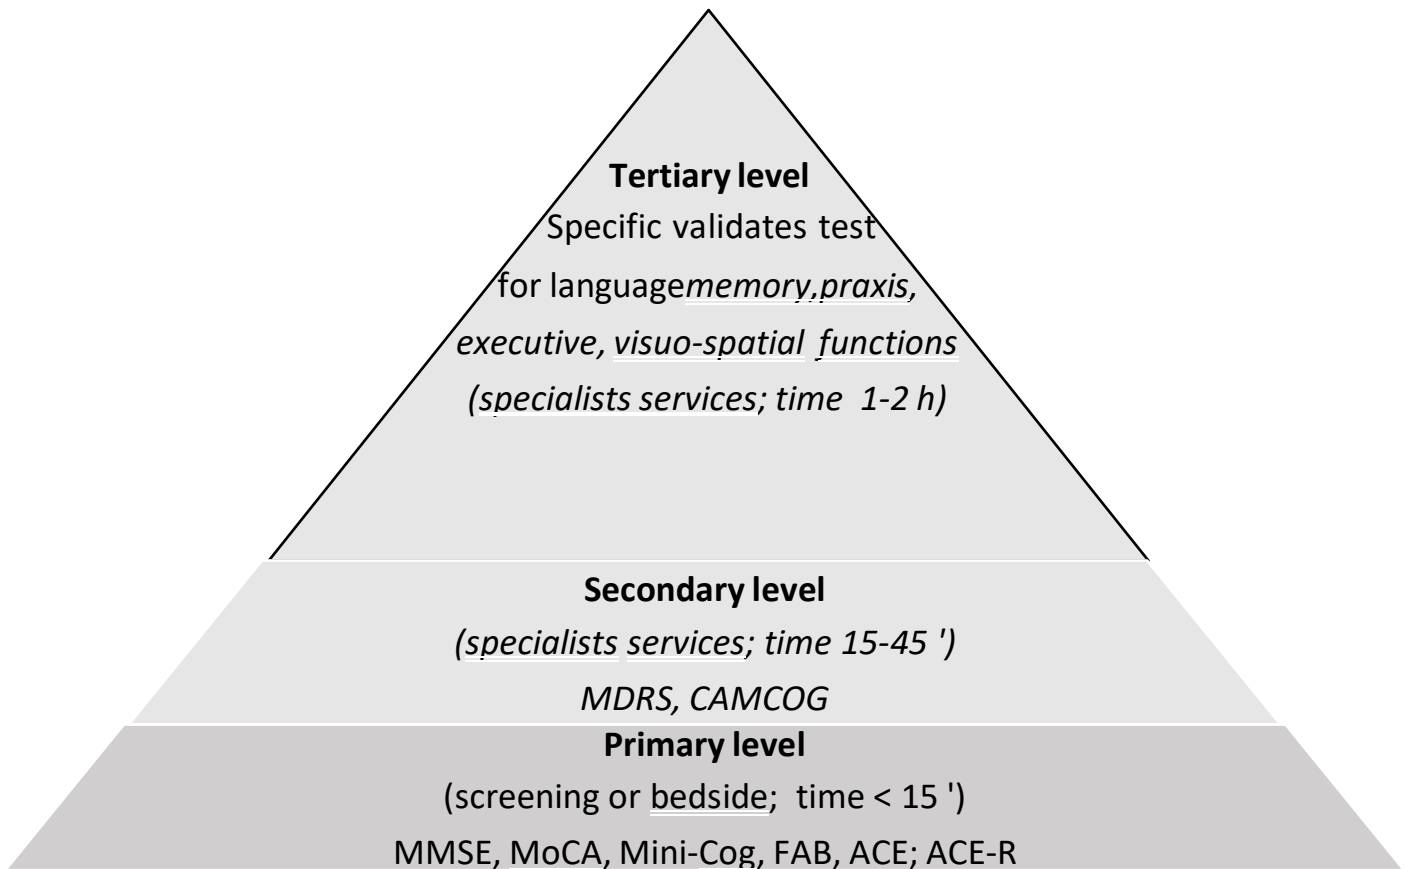 Tertiary level
Specific validates test
for languagememory,praxis,
executive, visuo-spatial functions
(specialists services; time 1-2 h)
Secondary level
(specialists services; time 15-45 ')
MDRS, CAMCOG
Primary level
(screening or bedside; time < 15 ')
MMSE, MoCA, Mini-Cog, FAB, ACE; ACE-R